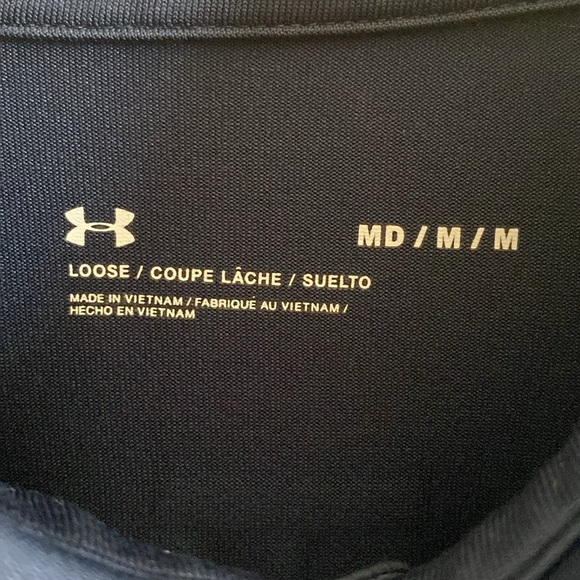 MD / M / M
LOOSE / COUPE LÂCHE / SUELTO
MADE IN VIETNAM / FABRIQUÉ AU VIETNAM /
HECHO EN VIETNAM